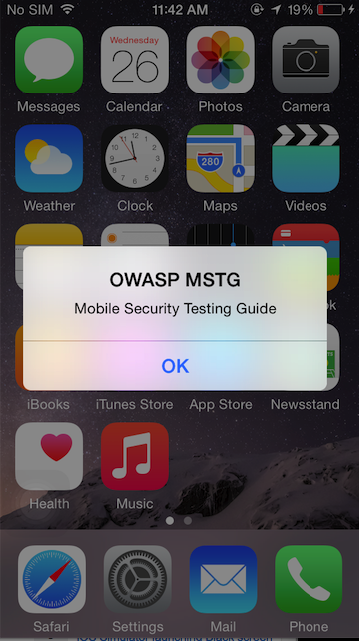 No SIM 11:42 AM 19%
Wednesday
26
Messages Calendar Photos Camera
280
Weather Clock Maps Videos
OWASP MSTG
Mobile Security Testing Guide
OK
iBooks iTunes Store App Store Newsstand
Health Music
Safari Settings Mail Phone